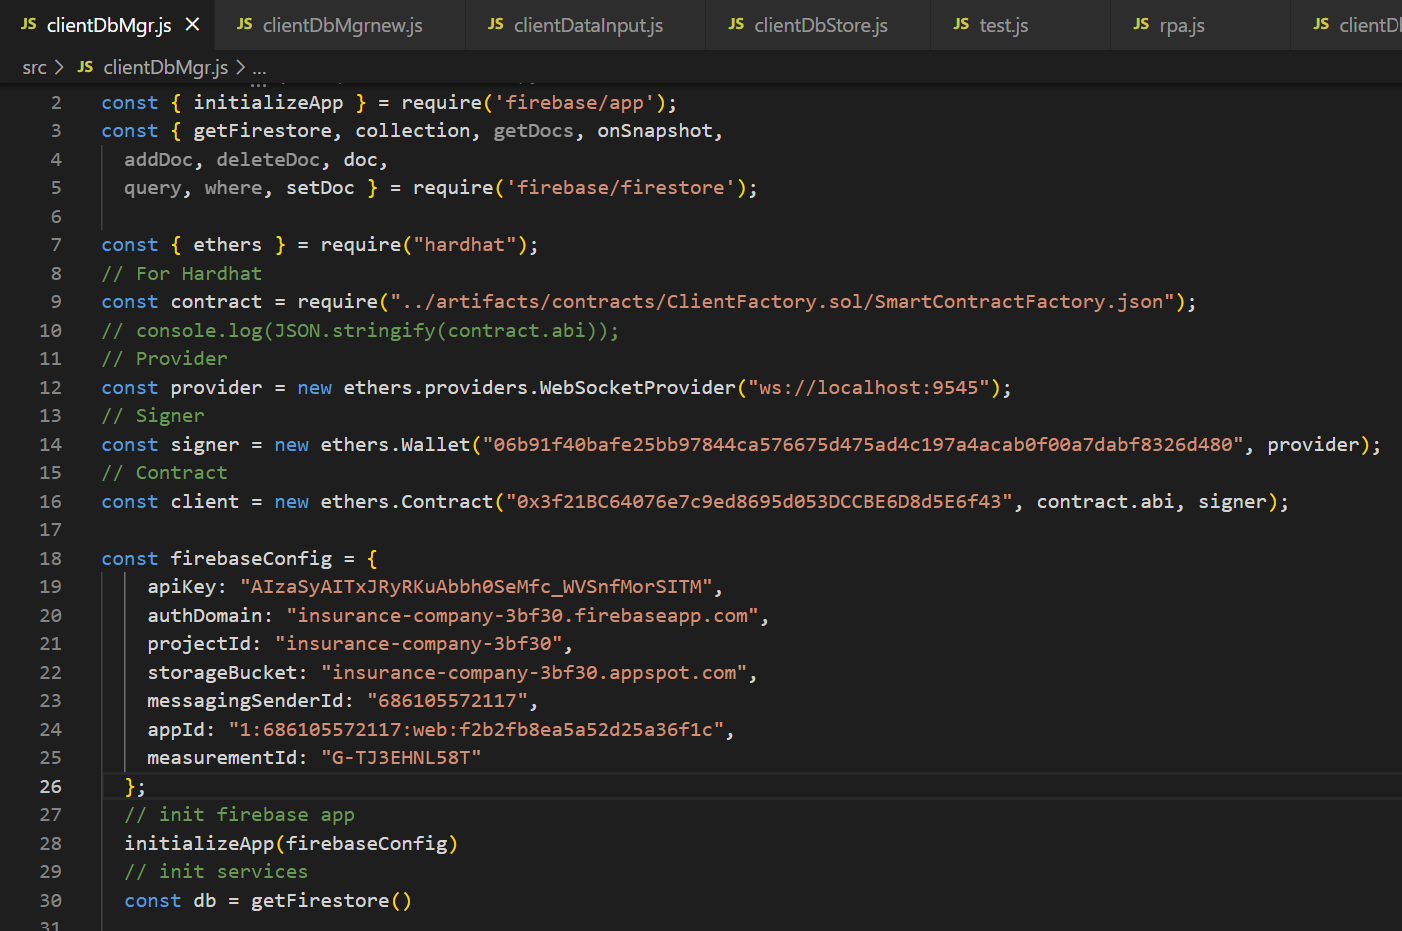 JS clientDbMgr.js × JS clientDbMgrnew.js JS clientDataInput.js JS clientDbStore.js JS test.js JS rpa.js JS clientD
src > JS clientDbMgr.js > ...
2 const { initializeApp } = require('firebase/app');
3 const { getFirestore, collection, getDocs, onSnapshot,
4 addDoc, deleteDoc, doc,
5 query, where, setDoc } = require('firebase/firestore');
6
7 const { ethers } = require("hardhat");
8 // For Hardhat
9 const contract = require("../artifacts/contracts/ClientFactory.sol/SmartContractFactory.json");
10 // console.log(JSON.stringify(contract.abi));
11 // Provider
12 const provider = new ethers.providers.WebSocketProvider("ws://localhost:9545");
13 // Signer
14 const signer = new ethers.Wallet("06b91f40bafe25bb97844ca576675d475ad4c197a4acab0f00a7dabf8326d480", provider);
15 // Contract
16 const client = new ethers.Contract("0x3f21BC64076e7c9ed8695d053DCCBE6D8d5E6f43", contract.abi, signer);
17
18 const firebaseConfig = {
19 apiKey: "AIzaSyAITxJRyRKuAbbh0SeMfc_WVSnfMorSITM",
20 authDomain: "insurance-company-3bf30.firebaseapp.com",
21 projectId: "insurance-company-3bf30",
22 storageBucket: "insurance-company-3bf30.appspot.com",
23 messagingSenderId: "686105572117",
24 appId: "1:686105572117:web:f2b2fb8ea5a52d25a36f1c",
25 measurementId: "G-TJ3EHNL58T"
26 };
27 // init firebase app
28 initializeApp(firebaseConfig)
29 // init services
30 const db = getFirestore()
31